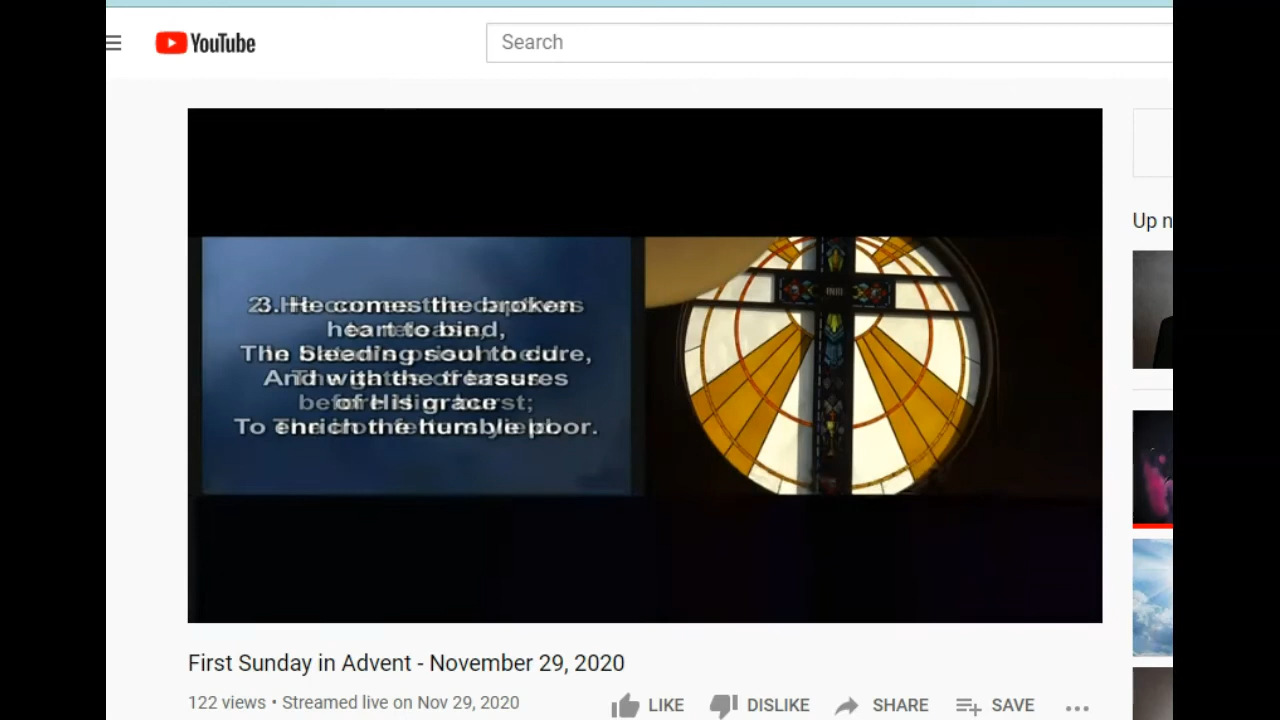 YouTube
Search
Up n
INRI
3. He comes the broken
heart to bind,
The bleeding soul to cure,
And with the treasures
of His grace
To enrich the humble poor.
First Sunday in Advent - November 29, 2020
122 views • Streamed live on Nov 29, 2020
LIKE
DISLIKE
SHARE
SAVE